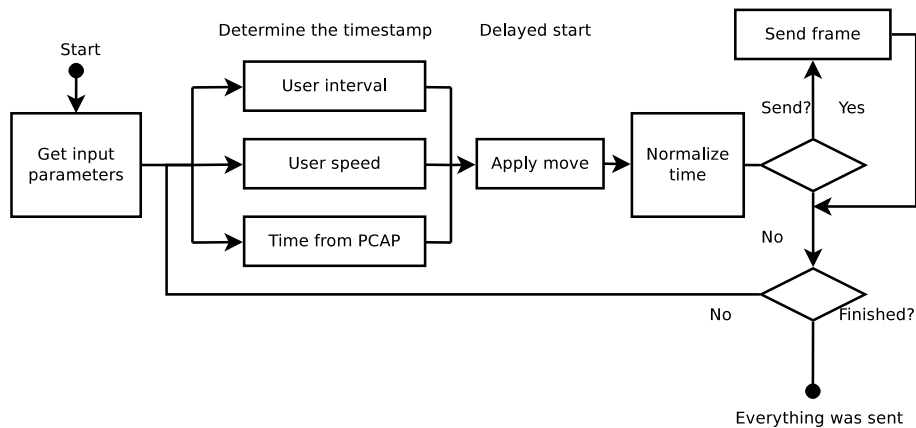 Determine the timestamp
Delayed start
Send frame
Start
User interval
Send?
Yes
Get input
parameters
User speed
Apply move
Normalize
time
Time from PCAP
No
No
Finished?
Everything was sent